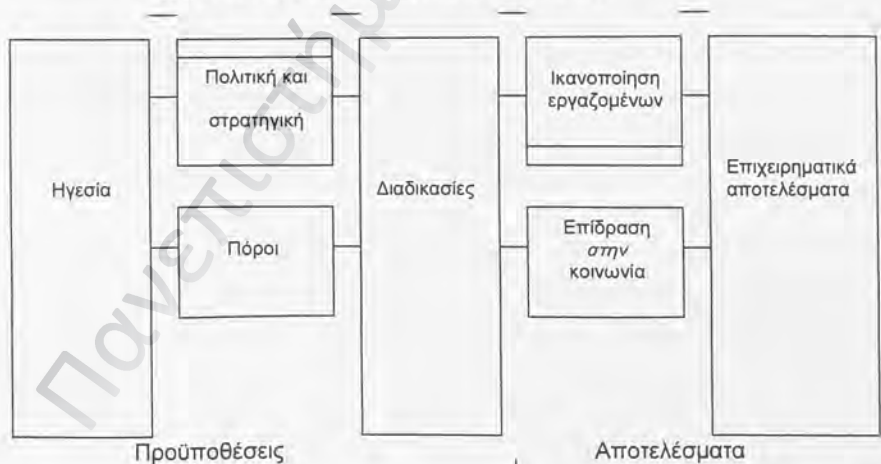 Ηγεσία
Πολιτική και
στρατηγική
Πόροι
Διαδικασίες
Ικανοποίηση
εργαζομένων
Επίδραση
στην
κοινωνία
Επιχειρηματικά
αποτελέσματα
Προϋποθέσεις
Αποτελέσματα